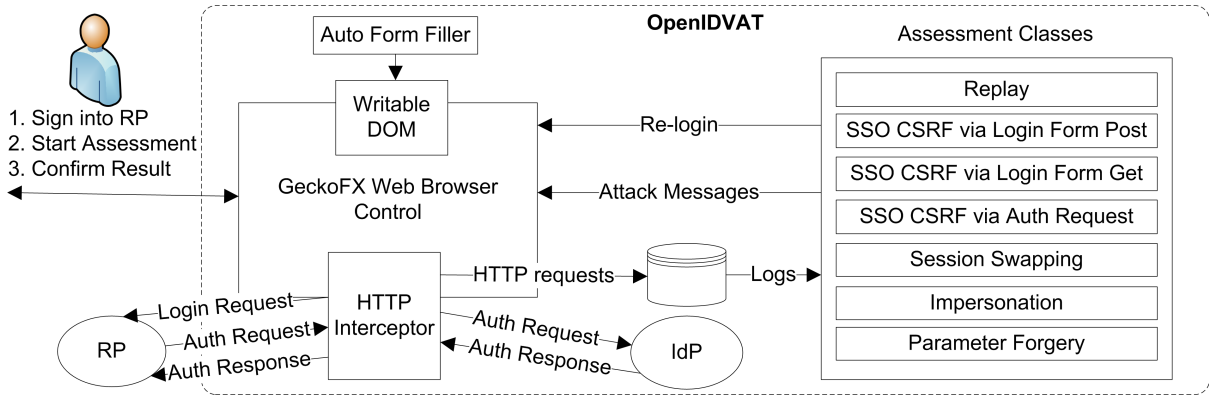 OpenIDVAT
Auto Form Filler
Assessment Classes
1. Sign into RP
2. Start Assessment
3. Confirm Result
Writable
DOM
GeckoFX Web Browser
Control
Re-login
Attack Messages
Replay
SSO CSRF via Login Form Post
SSO CSRF via Login Form Get
SSO CSRF via Auth Request
Session Swapping
Impersonation
Parameter Forgery
HTTP requests
Logs
HTTP
Interceptor
Login Request
Auth Request
Auth Response
RP
Auth Request
Auth Response
IdP